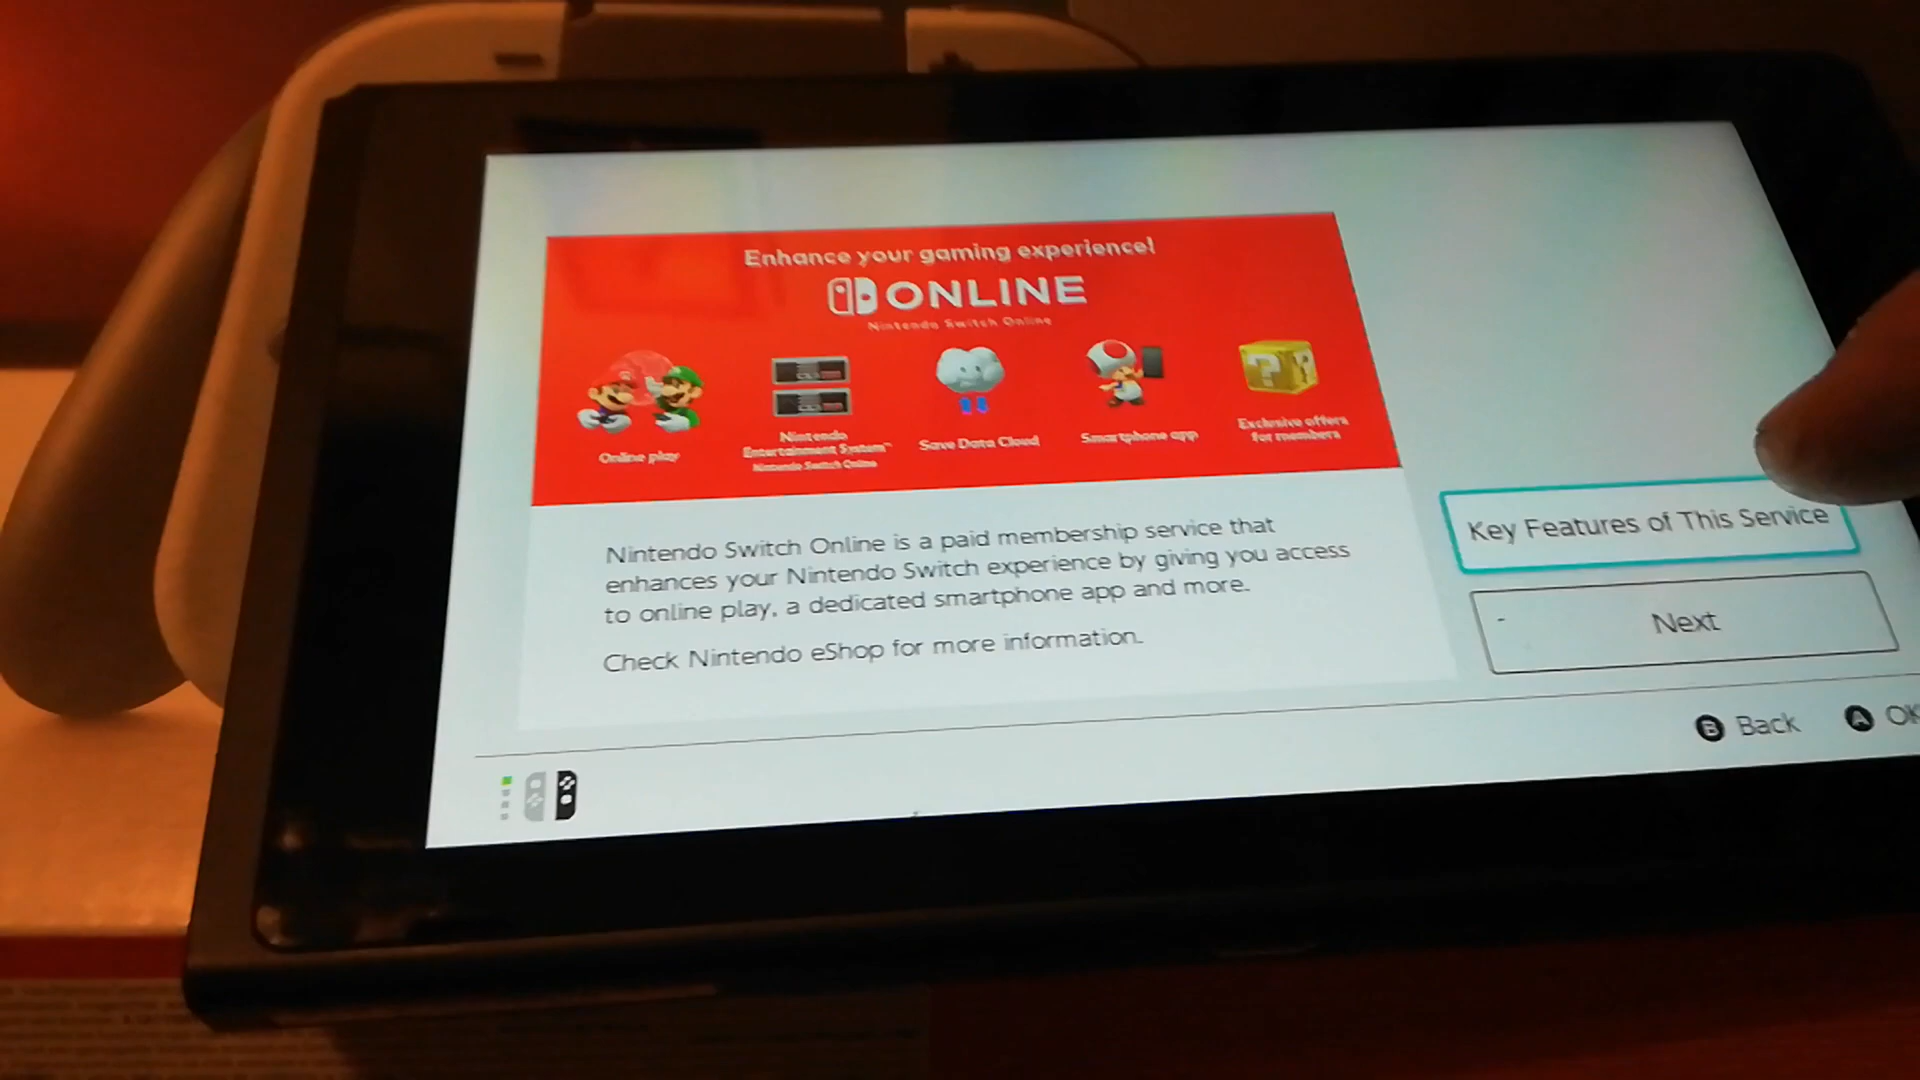 Enhance your gaming experience!
ONLINE
Nintendo Switch Online
Online play
Nintendo
Entertainment System™
Nintendo Switch Online
Save Data Cloud
Smartphone app
Exclusive offers
for members
Nintendo Switch Online is a paid membership service that
enhances your Nintendo Switch experience by giving you access
to online play, a dedicated smartphone app and more.
Check Nintendo eShop for more information.
Key Features of This Service
Next
B Back
A OK